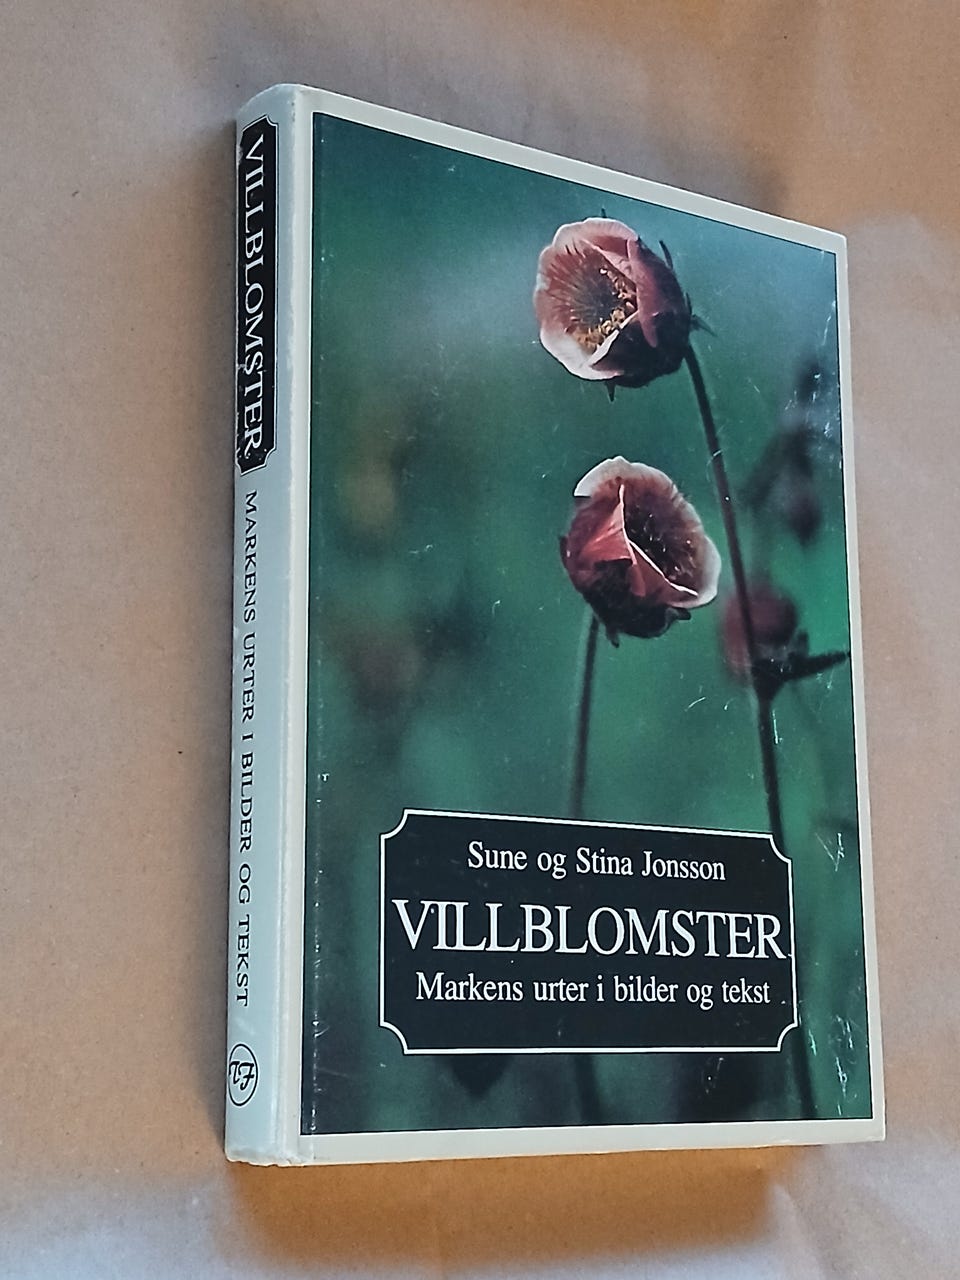 VILLBLOMSTER MARKENS URTER I BILDER OG TEKST
Sune og Stina Jonsson
VILLBLOMSTER
Markens urter i bilder og tekst